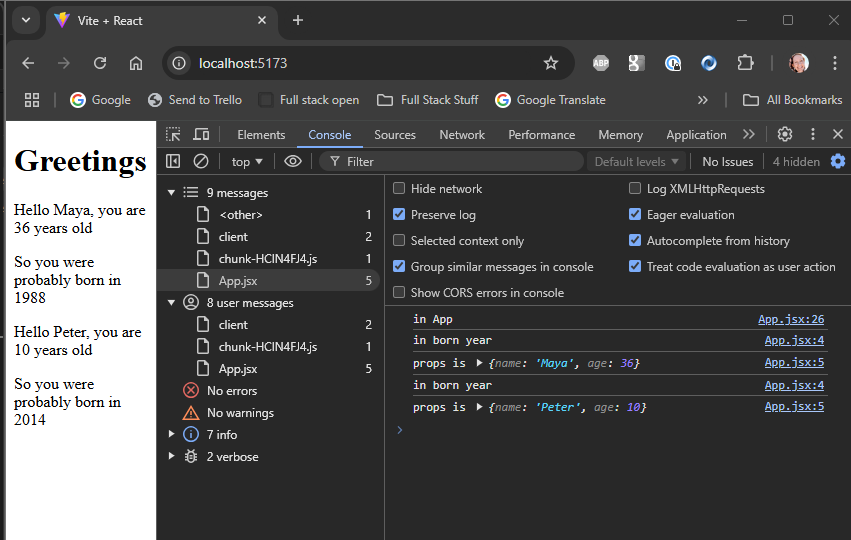 Vite + React
localhost:5173
ABP
Google
Send to Trello
Full stack open
Full Stack Stuff
Google Translate
All Bookmarks
Greetings
Hello Maya, you are
36 years old
So you were
probably born in
1988
Hello Peter, you are
10 years old
So you were
probably born in
2014
Elements
Console
Sources
Network
Performance
Memory
Application
top
Filter
Default levels
No Issues
4 hidden
9 messages
<other> 1
client 2
chunk-HCIN4FJ4.js 1
App.jsx 5
8 user messages
client 2
chunk-HCIN4FJ4.js 1
App.jsx 5
No errors
No warnings
7 info
2 verbose
Hide network
Log XMLHttpRequests
Preserve log
Eager evaluation
Selected context only
Autocomplete from history
Group similar messages in console
Treat code evaluation as user action
Show CORS errors in console
in App App.jsx:26
in born year App.jsx:4
props is {name: 'Maya', age: 36} App.jsx:5
in born year App.jsx:4
props is {name: 'Peter', age: 10} App.jsx:5